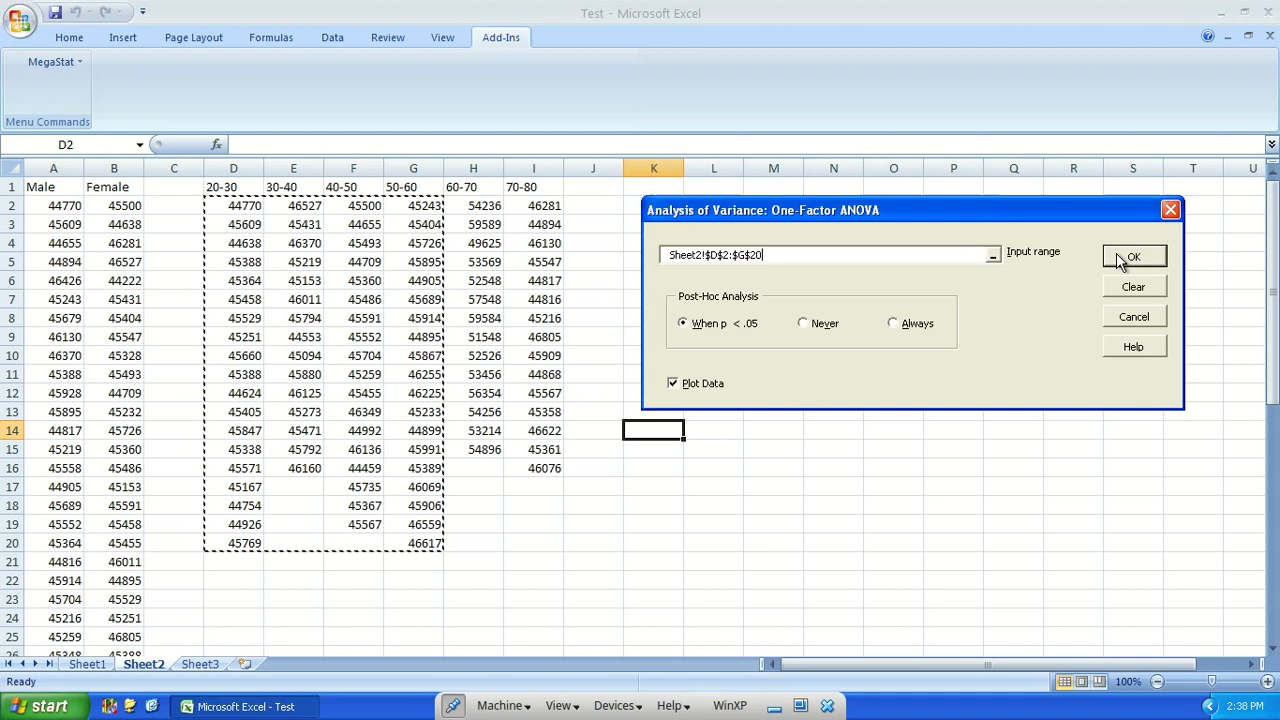 Test - Microsoft Excel
Home Insert Page Layout Formulas Data Review View Add-Ins
MegaStat
Menu Commands
D2 fx
A B C D E F G H I J K L M N O P Q R S T U
1 Male Female 20-30 30-40 40-50 50-60 60-70 70-80
2 44770 45500 44770 46527 45500 45243 54236 46281
3 45609 44638 45609 45431 44655 45404 59589 44894
4 44655 46281 44638 46370 45493 45726 49625 46130
5 44894 46527 45388 45219 44709 45895 53569 45547
6 46426 44222 45364 45153 45360 44905 52548 44817
7 45243 45431 45458 46011 45486 45689 57548 44816
8 45679 45404 45529 45794 45591 45914 59584 45216
9 46130 45547 45251 44553 45552 44895 51548 46805
10 46370 45328 45660 45094 45704 45867 52526 45909
11 45388 45493 45388 45880 45259 46255 53456 44868
12 45928 44709 44624 46125 45455 46225 56354 45567
13 45895 45232 45405 45273 46349 45233 54256 45358
14 44817 45726 45847 45471 44992 44899 53214 46622
15 45219 45360 45338 45792 46136 45991 54896 45361
16 45558 45486 45571 46160 44459 45389 46076
17 44905 45153 45167 45735 46069
18 45689 45591 44754 45367 45906
19 45552 45458 44926 45567 46559
20 45364 45455 45769 46617
21 44816 46011
22 45914 44895
23 45704 45529
24 45216 45251
25 45259 46805
26 45348 45388
Analysis of Variance: One-Factor ANOVA
Sheet2!$D$2:$G$20 Input range OK
Clear
Post-Hoc Analysis
Cancel
When p < .05 Never Always
Help
Plot Data
Sheet1 Sheet2 Sheet3
Ready 100%
start Microsoft Excel - Test Machine View Devices Help WinXP 2:38 PM